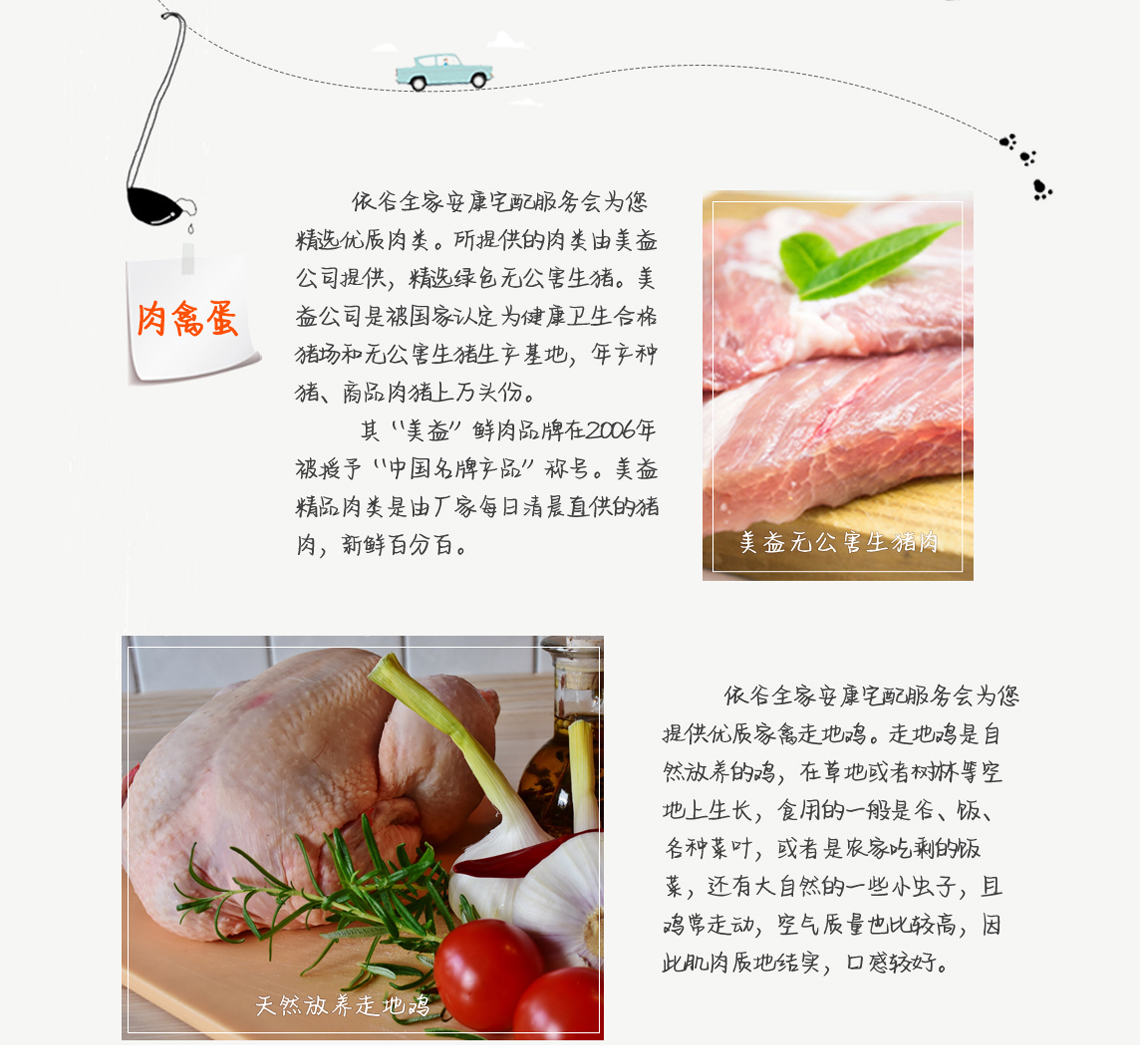 肉禽蛋
依谷全家安康宅配服务会为您
精选优质肉类。所提供的肉类由美益
公司提供，精选绿色无公害生猪。美
益公司是被国家认定为健康卫生合格
猪场和无公害生猪生产基地，年产种
猪、商品肉猪上万头份。
其“美益”鲜肉品牌在2006年
被授予“中国名牌产品”称号。美益
精品肉类是由厂家每日清晨直供的猪
肉，新鲜百分百。
美益无公害生猪肉
天然放养走地鸡
依谷全家安康宅配服务会为您
提供优质家禽走地鸡。走地鸡是自
然放养的鸡，在草地或者树林等空
地上生长，食用的一般是谷、饭、
各种菜叶，或者是农家吃剩的饭
菜，还有大自然的一些小虫子，且
鸡常走动，空气质量也比较高，因
此肌肉质地结实，口感较好。